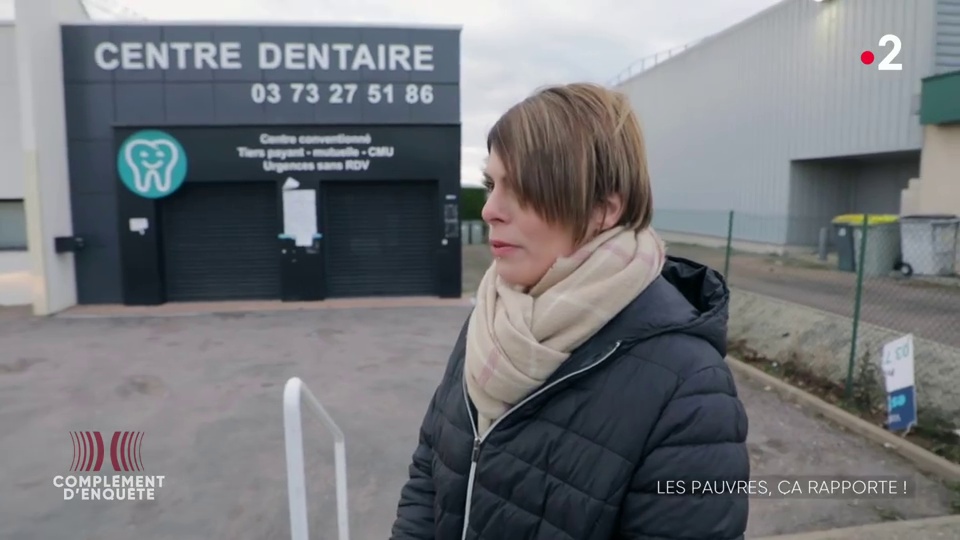 CENTRE DENTAIRE
03 73 27 51 86
Centre conventionné
Tiers payant - mutuelle - CMU
Urgences sans RDV
2
COMPLÉMENT
D'ENQUÊTE
LES PAUVRES, ÇA RAPPORTE !